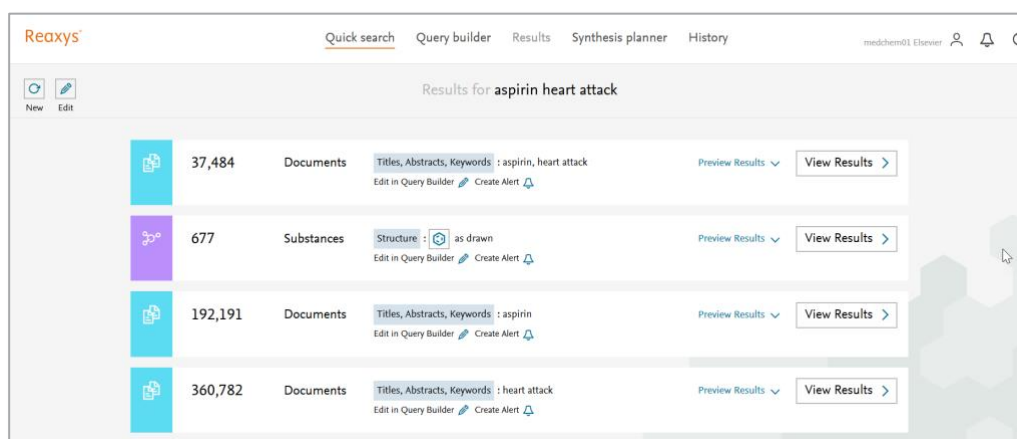 Reaxys®
Quick search Query builder Results Synthesis planner History medchem01 Elsevier
New Edit
Results for aspirin heart attack
37,484 Documents Titles, Abstracts, Keywords : aspirin, heart attack Preview Results View Results
Edit in Query Builder Create Alert
677 Substances Structure : as drawn Preview Results View Results
Edit in Query Builder Create Alert
192,191 Documents Titles, Abstracts, Keywords : aspirin Preview Results View Results
Edit in Query Builder Create Alert
360,782 Documents Titles, Abstracts, Keywords : heart attack Preview Results View Results
Edit in Query Builder Create Alert